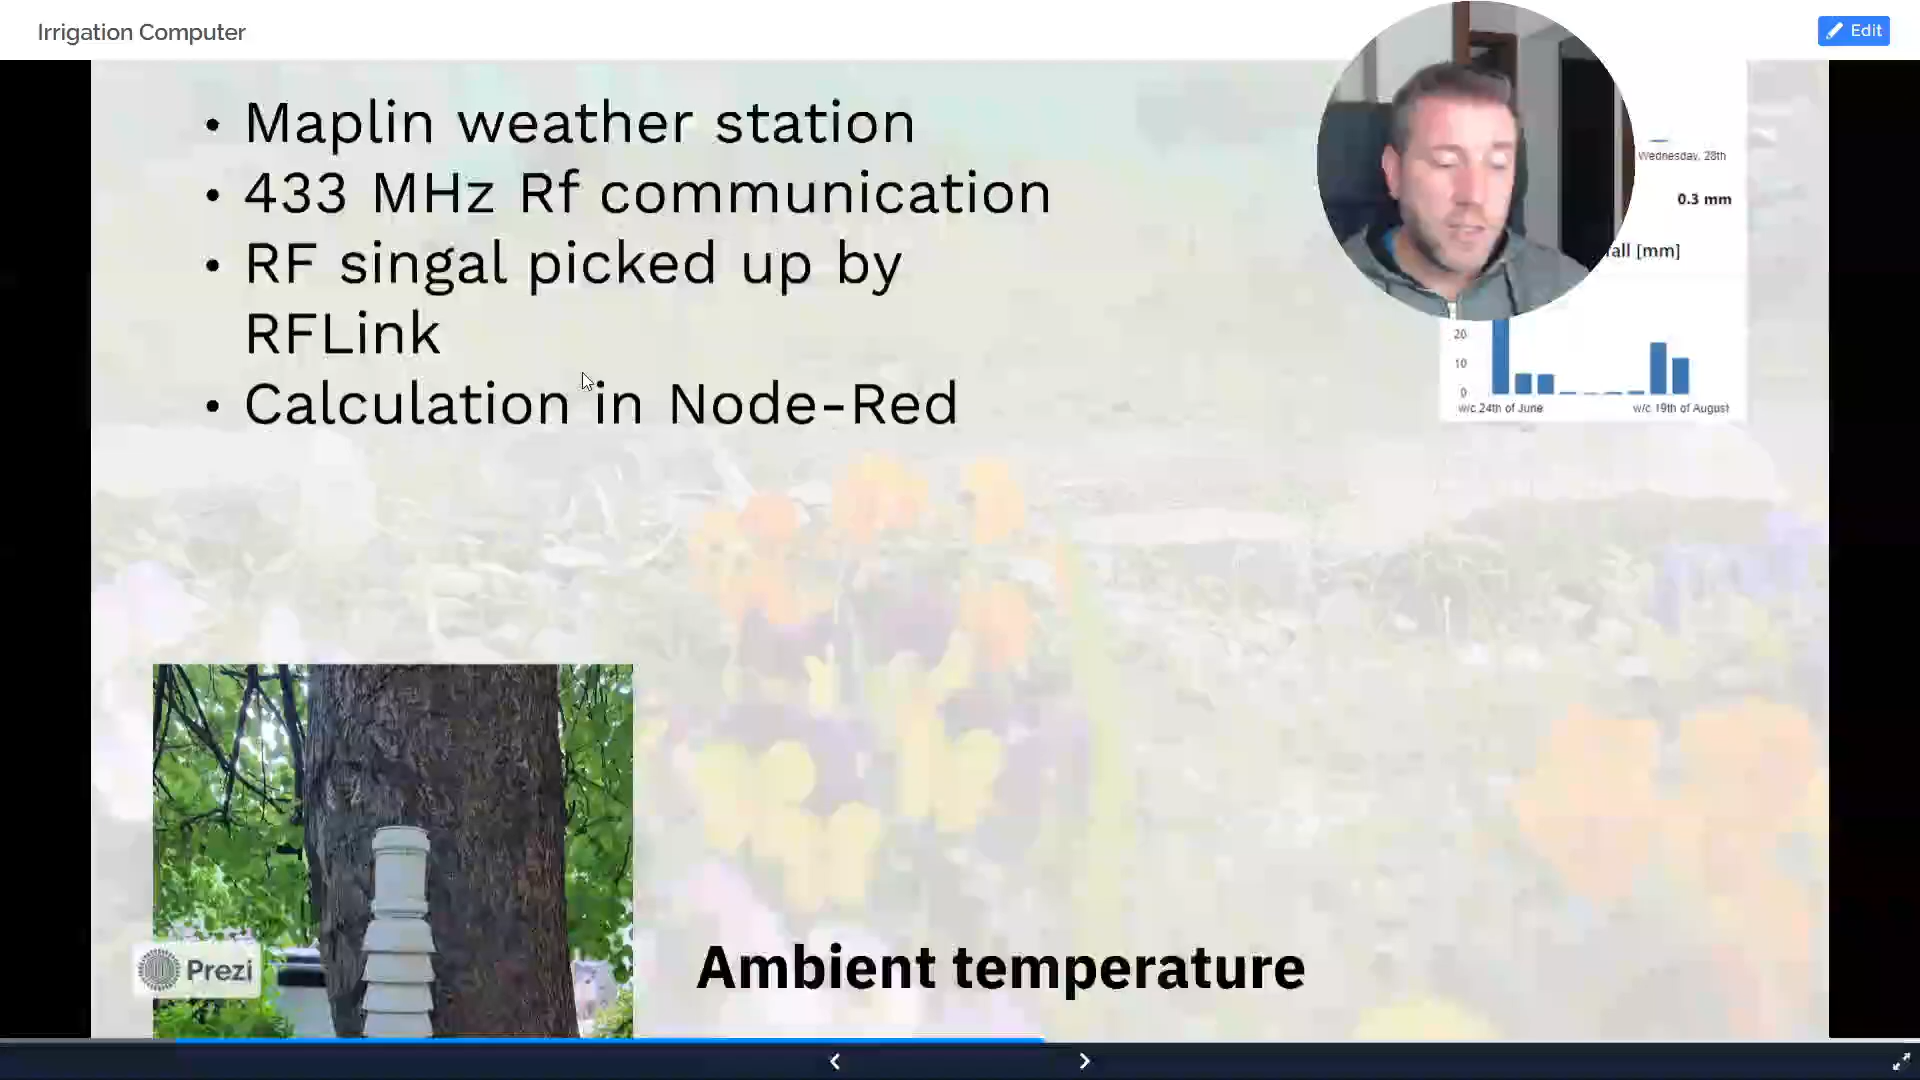 Irrigation Computer
Edit
• Maplin weather station
• 433 MHz Rf communication
• RF singal picked up by
RFLink
• Calculation in Node-Red
Wednesday, 28th
0.3 mm
fall [mm]
20
10
0
w/c 24th of June
w/c 19th of August
Prezi
Ambient temperature